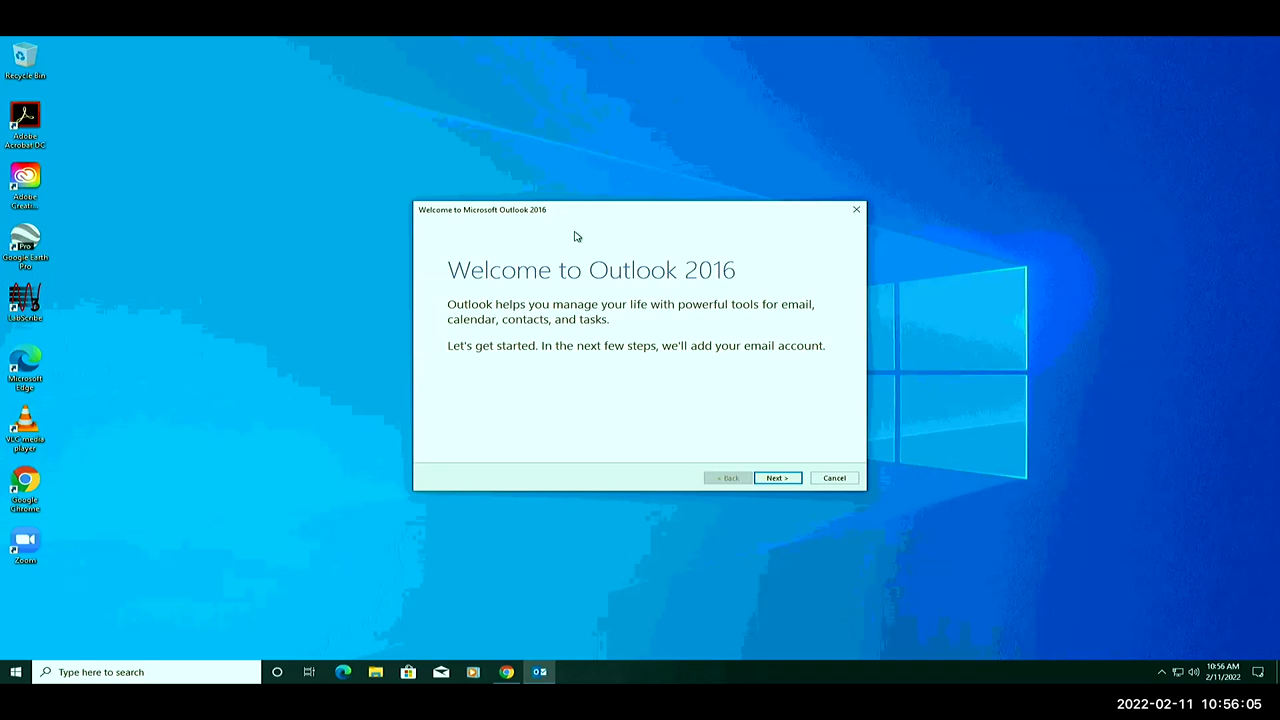 Recycle Bin
Adobe
Acrobat DC
Adobe
Creati...
Pro
Google Earth
Pro
LabScribe
Microsoft
Edge
VLC media
player
Google
Chrome
Zoom
Welcome to Microsoft Outlook 2016
Welcome to Outlook 2016
Outlook helps you manage your life with powerful tools for email,
calendar, contacts, and tasks.
Let's get started. In the next few steps, we'll add your email account.
< Back
Next >
Cancel
Type here to search
10:56 AM
2/11/2022
2022-02-11 10:56:05